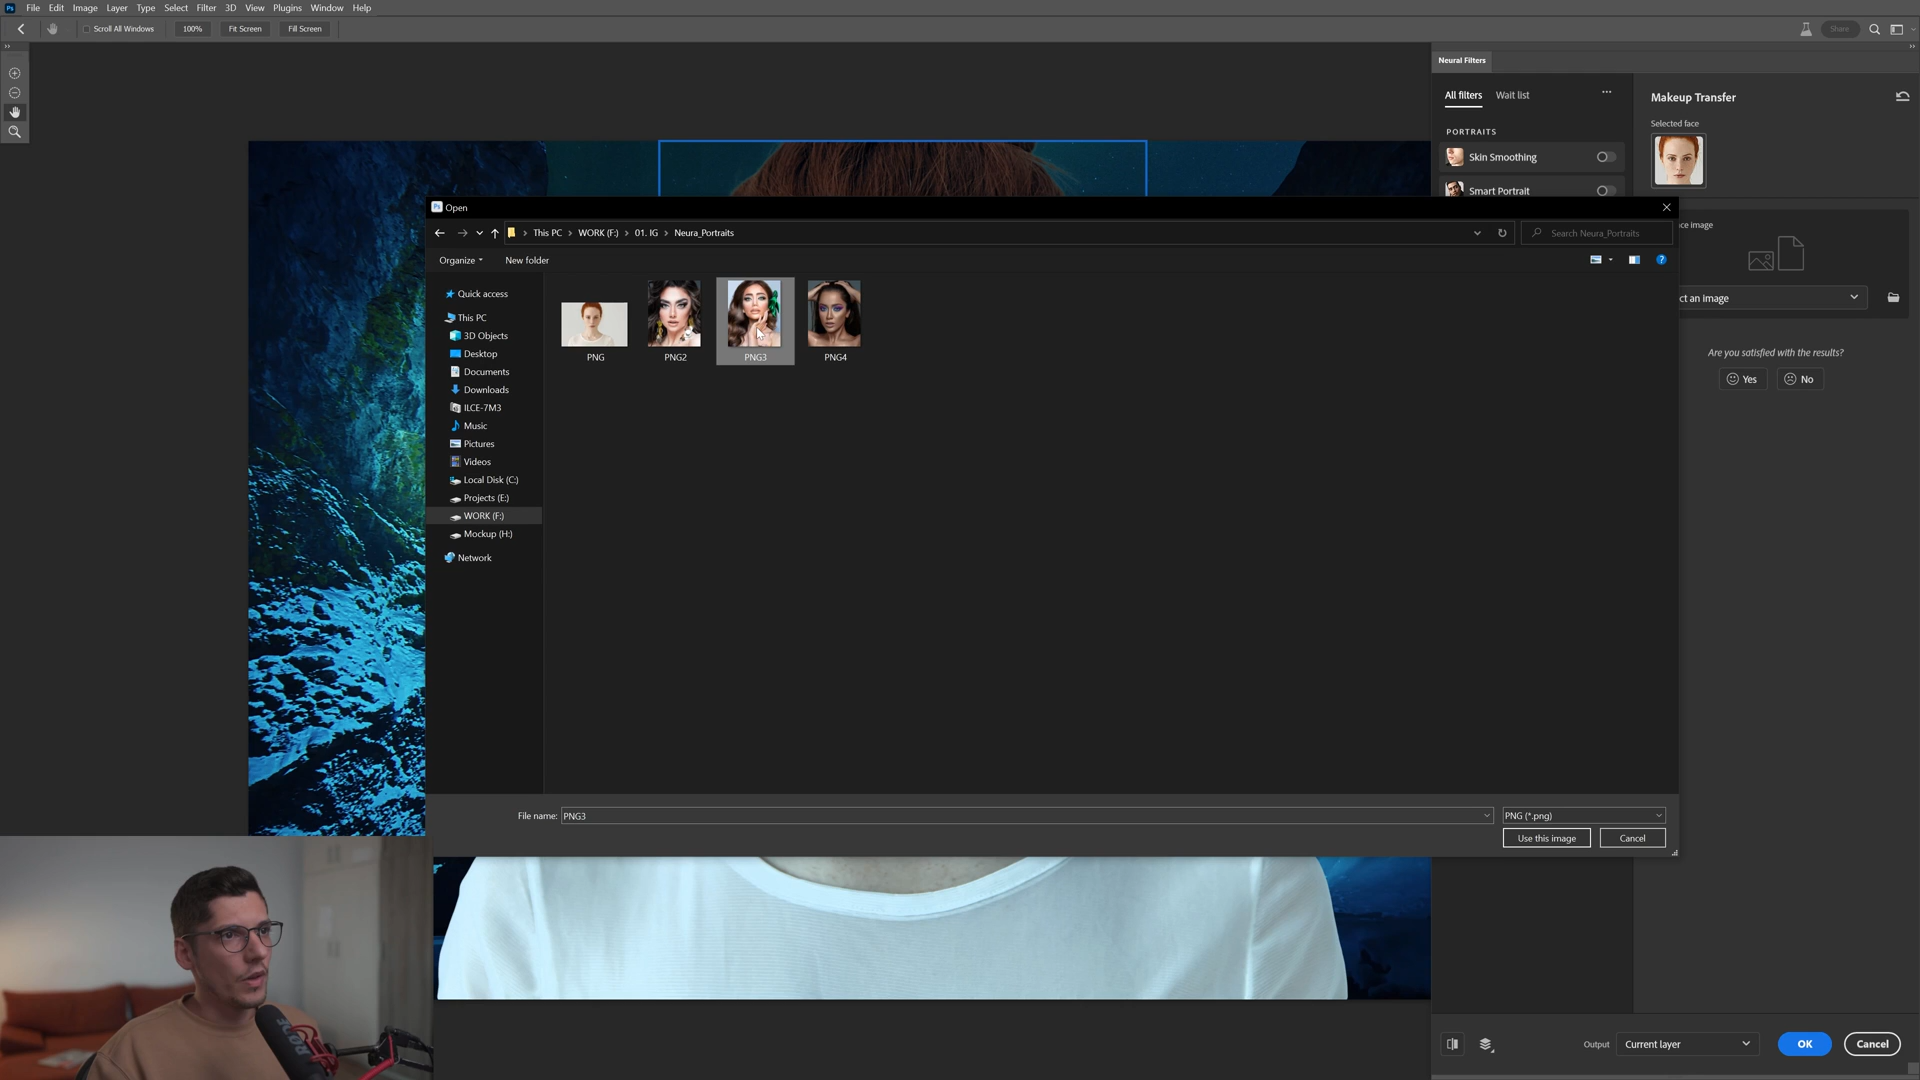 Ps File Edit Image Layer Type Select Filter 3D View Plugins Window Help
Scroll All Windows 100% Fit Screen Fill Screen Share
Neural Filters
All filters Wait list
PORTRAITS
Skin Smoothing
Smart Portrait
Makeup Transfer
Selected face
ce image
ct an image
Are you satisfied with the results?
Yes No
Ps Open
This PC WORK (F:) 01. IG Neura_Portraits Search Neura_Portraits
Organize New folder
Quick access
This PC
3D Objects
Desktop
Documents
Downloads
ILCE-7M3
Music
Pictures
Videos
Local Disk (C:)
Projects (E:)
WORK (F:)
Mockup (H:)
Network
PNG PNG2 PNG3 PNG4
File name: PNG3 PNG (*.png)
Use this image Cancel
RODE
Output Current layer OK Cancel